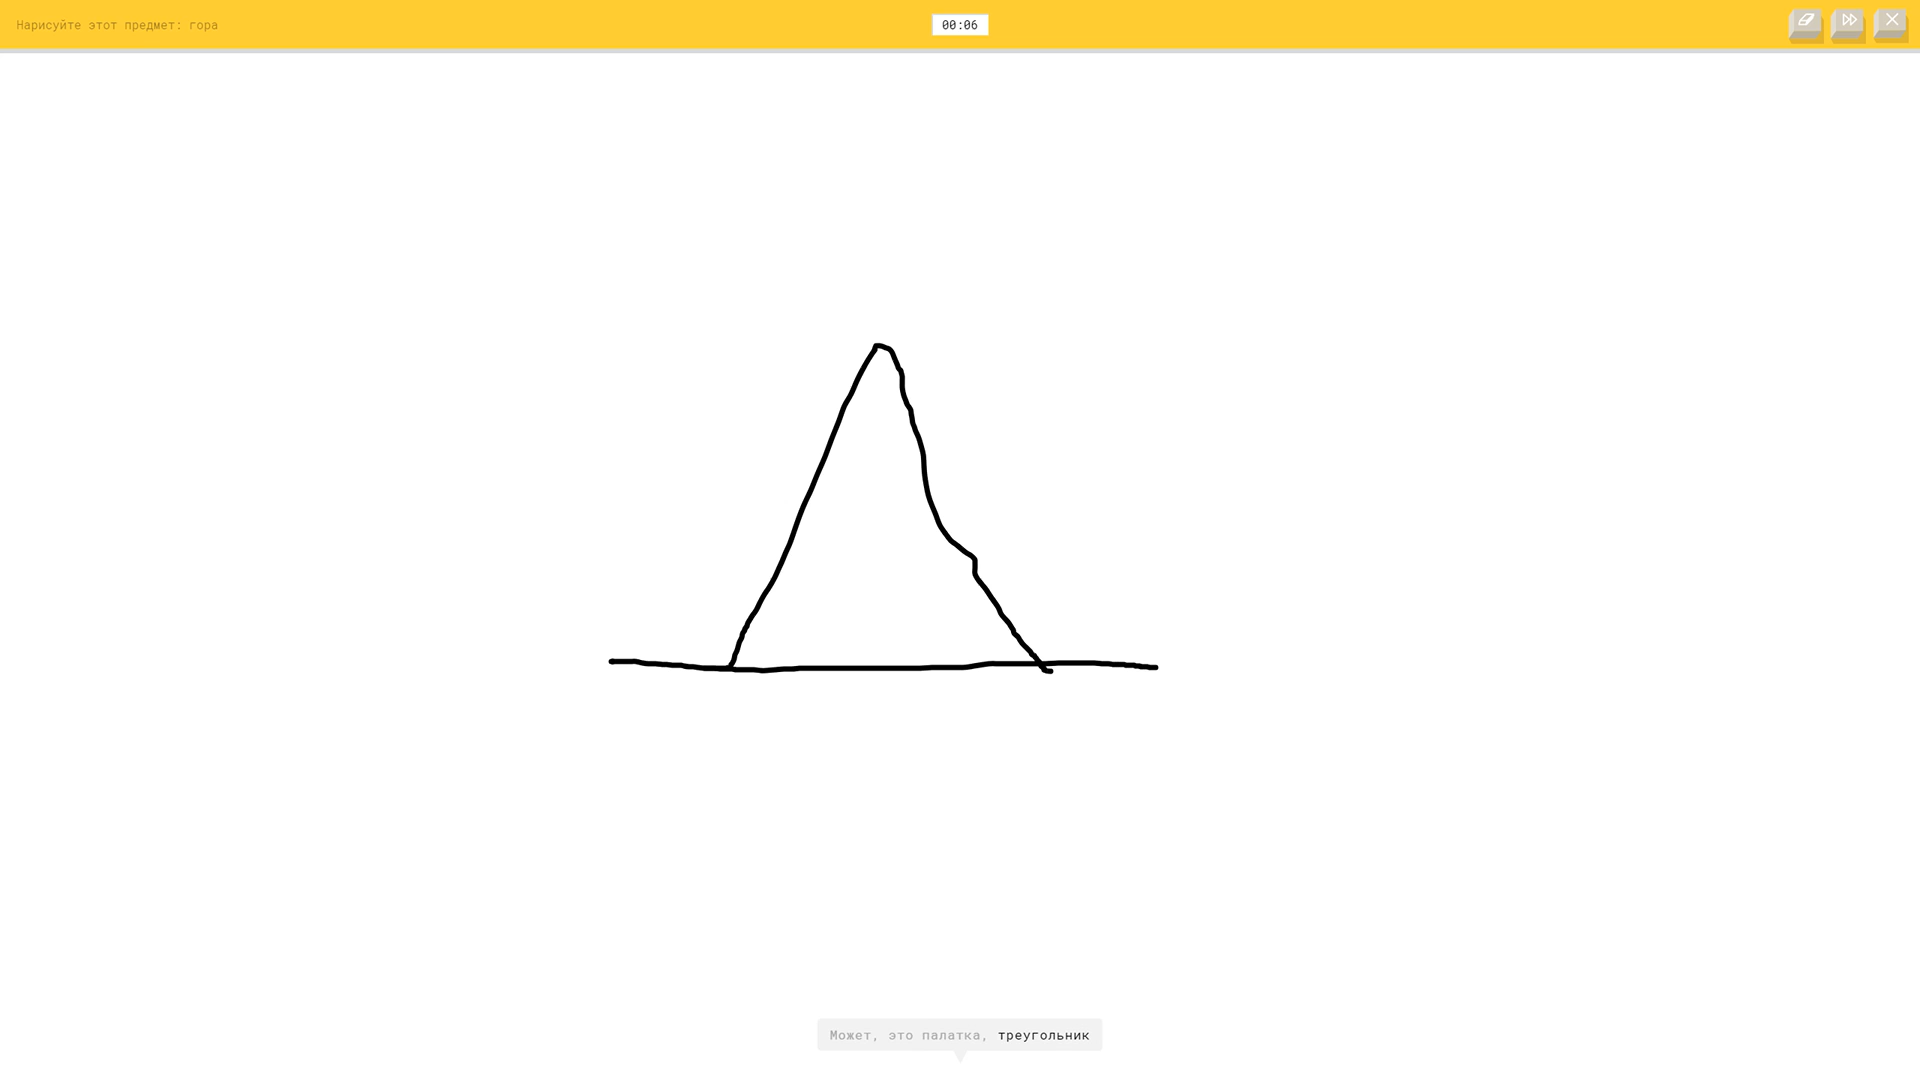 Нарисуйте этот предмет: гора
00:06
Может, это палатка, треугольник